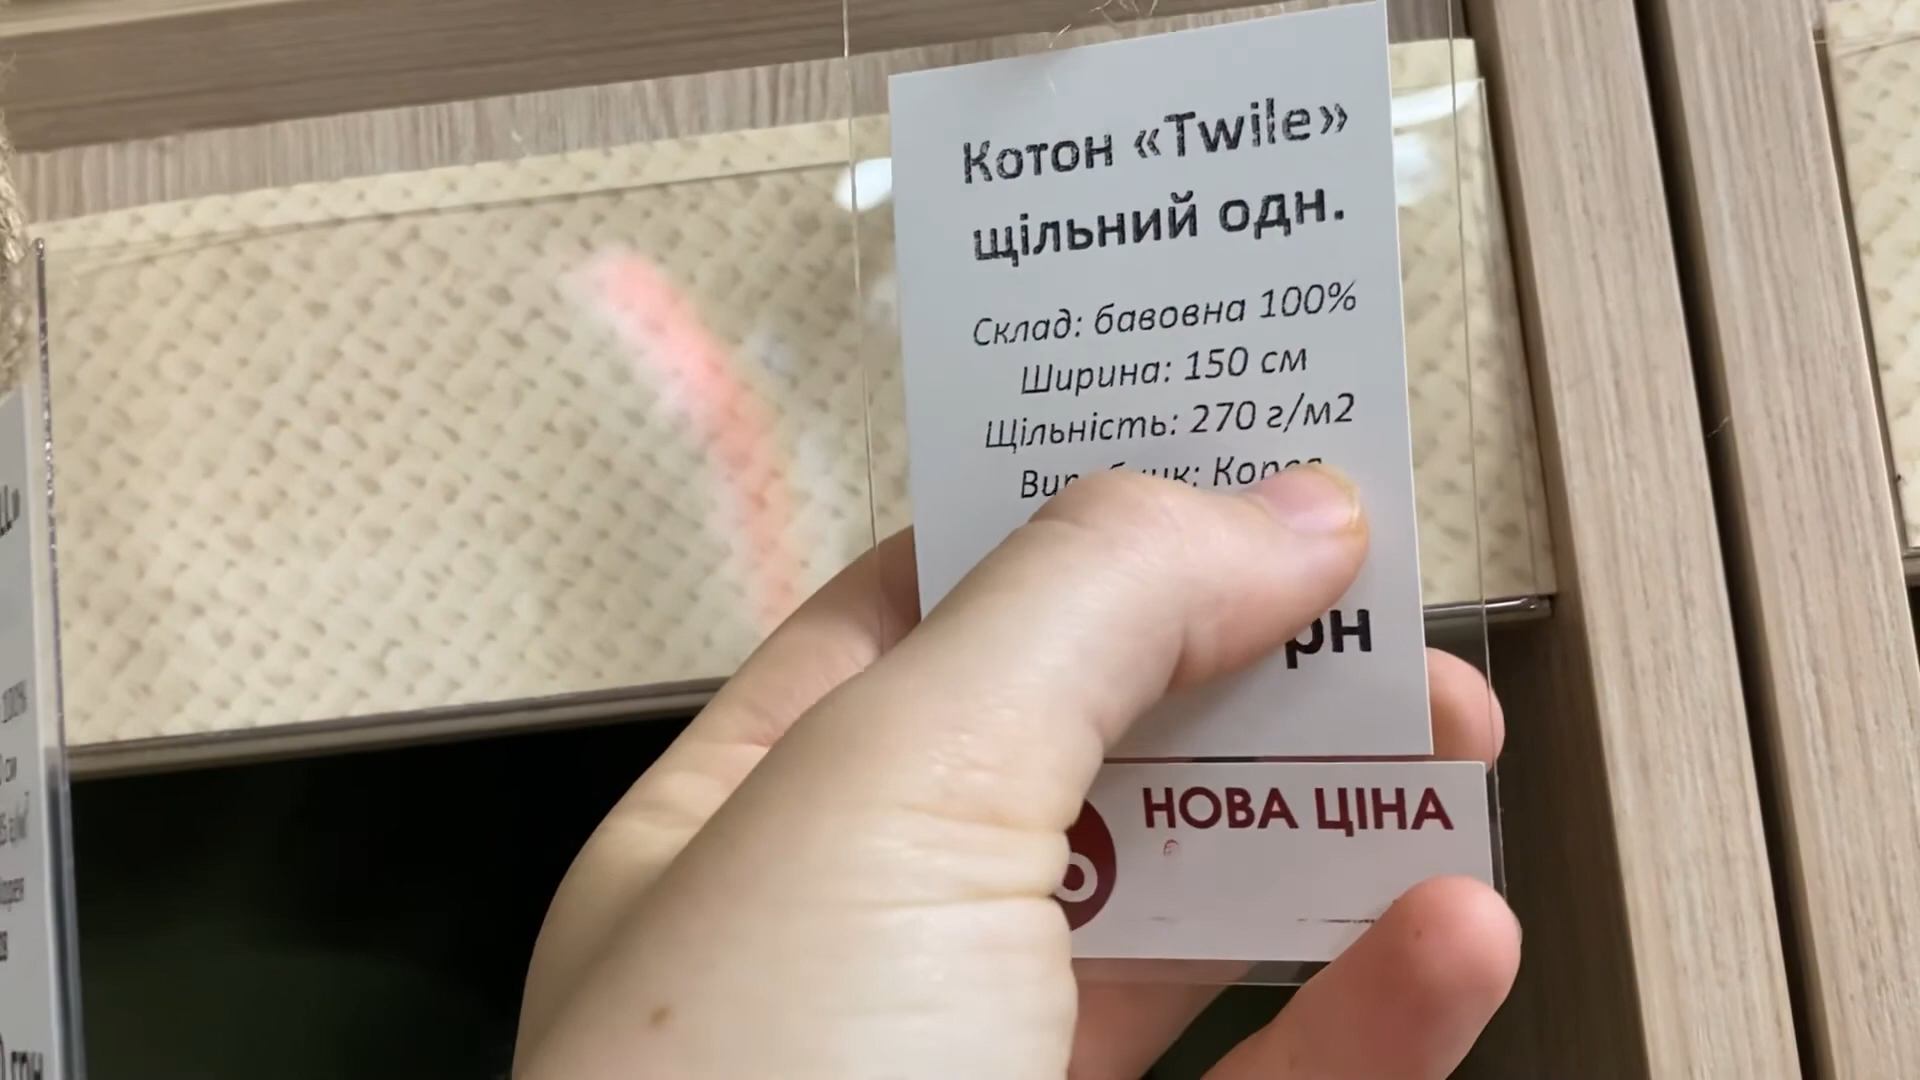 Котон «Twile»
щільний одн.
Склад: бавовна 100%
Ширина: 150 см
Щільність: 270 г/м2
НОВА ЦІНА